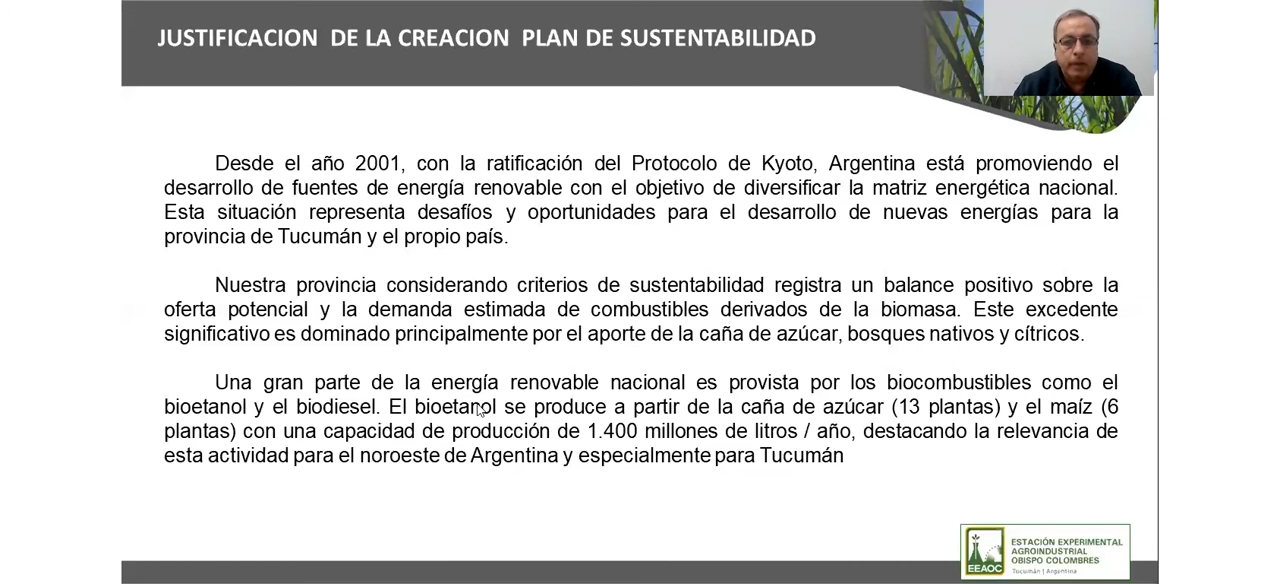 JUSTIFICACION DE LA CREACION PLAN DE SUSTENTABILIDAD
Desde el año 2001, con la ratificación del Protocolo de Kyoto, Argentina está promoviendo el
desarrollo de fuentes de energía renovable con el objetivo de diversificar la matriz energética nacional.
Esta situación representa desafíos y oportunidades para el desarrollo de nuevas energías para la
provincia de Tucumán y el propio país.
Nuestra provincia considerando criterios de sustentabilidad registra un balance positivo sobre la
oferta potencial y la demanda estimada de combustibles derivados de la biomasa. Este excedente
significativo es dominado principalmente por el aporte de la caña de azúcar, bosques nativos y cítricos.
Una gran parte de la energía renovable nacional es provista por los biocombustibles como el
bioetanol y el biodiesel. El bioetanol se produce a partir de la caña de azúcar (13 plantas) y el maíz (6
plantas) con una capacidad de producción de 1.400 millones de litros / año, destacando la relevancia de
esta actividad para el noroeste de Argentina y especialmente para Tucumán
EEAOC
ESTACIÓN EXPERIMENTAL
AGROINDUSTRIAL
OBISPO COLOMBRES
Tucumán | Argentina